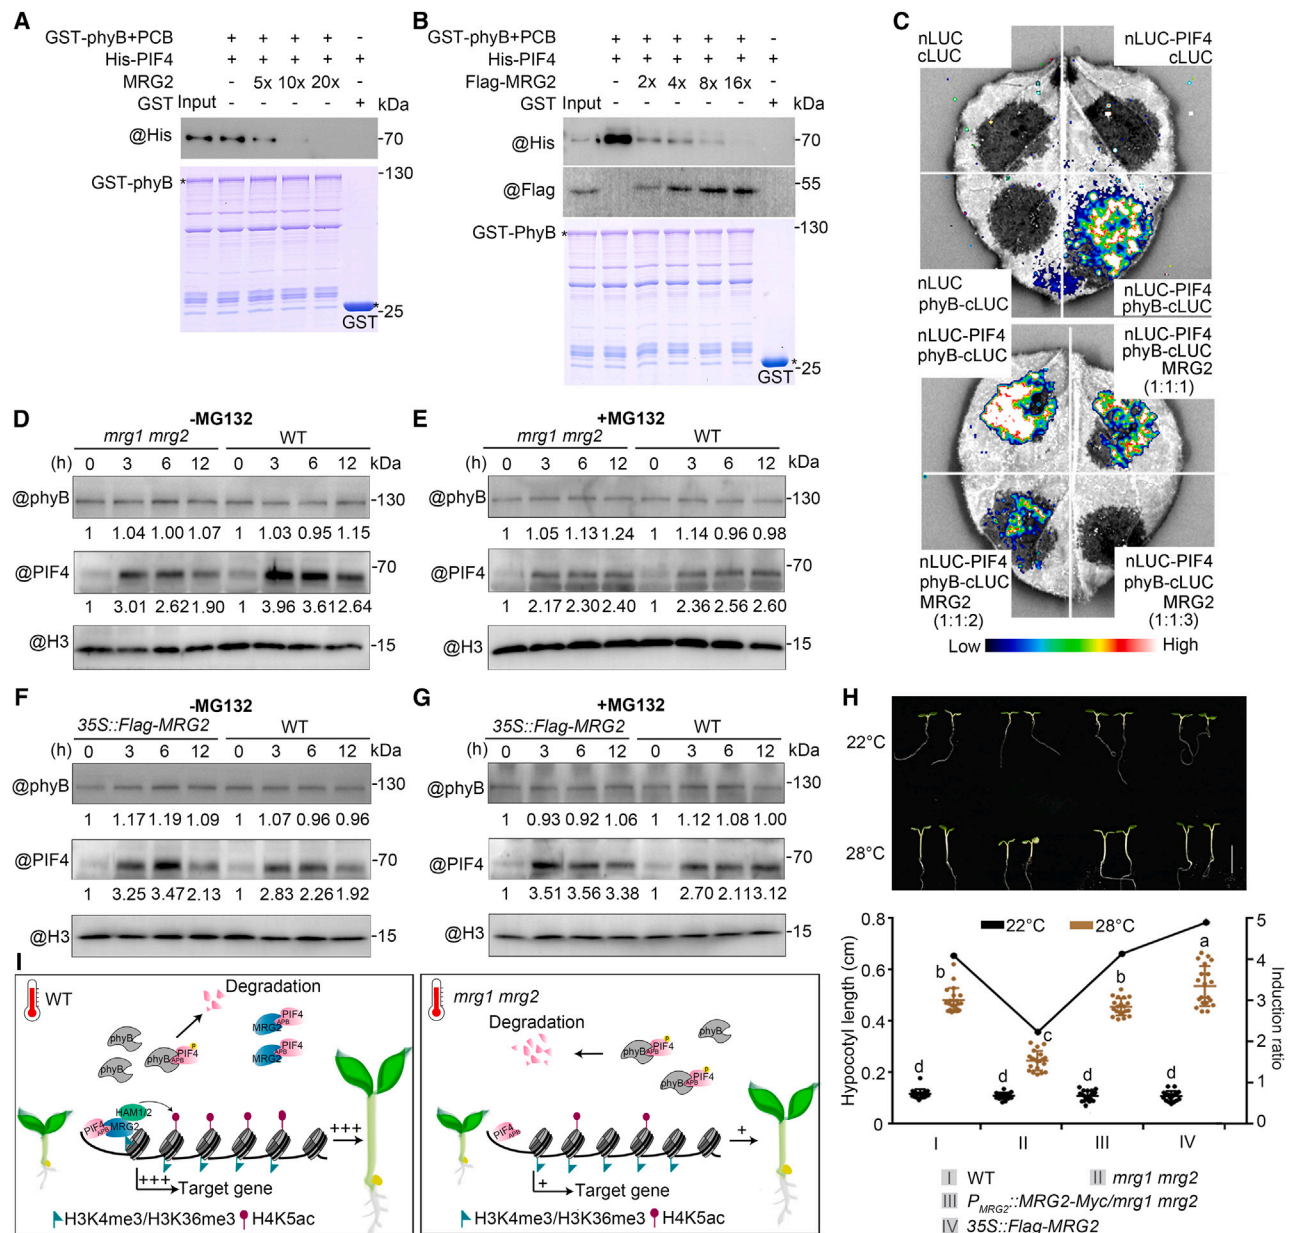 A
GST-phyB+PCB + + + + -
His-PIF4 + + + + +
MRG2 - 5x 10x 20x -
GST Input - - - - + kDa
@His -70
GST-phyB * -130
* -25
GST
B
GST-phyB+PCB + + + + + -
His-PIF4 + + + + + +
Flag-MRG2 - 2x 4x 8x 16x -
GST Input - - - - - + kDa
@His -70
@Flag -55
GST-PhyB * -130
* -25
GST
C
nLUC
cLUC
nLUC-PIF4
cLUC
nLUC
phyB-cLUC
nLUC-PIF4
phyB-cLUC
nLUC-PIF4
phyB-cLUC
nLUC-PIF4
phyB-cLUC
MRG2
(1:1:1)
nLUC-PIF4
phyB-cLUC
MRG2
(1:1:2)
nLUC-PIF4
phyB-cLUC
MRG2
(1:1:3)
Low High
D
-MG132
mrg1 mrg2 WT
(h) 0 3 6 12 0 3 6 12 kDa
@phyB -130
1 1.04 1.00 1.07 1 1.03 0.95 1.15
@PIF4 -70
1 3.01 2.62 1.90 1 3.96 3.61 2.64
@H3 -15
E
+MG132
mrg1 mrg2 WT
(h) 0 3 6 12 0 3 6 12 kDa
@phyB -130
1 1.05 1.13 1.24 1 1.14 0.96 0.98
@PIF4 -70
1 2.17 2.30 2.40 1 2.36 2.56 2.60
@H3 -15
F
-MG132
35S::Flag-MRG2 WT
(h) 0 3 6 12 0 3 6 12 kDa
@phyB -130
1 1.17 1.19 1.09 1 1.07 0.96 0.96
@PIF4 -70
1 3.25 3.47 2.13 1 2.83 2.26 1.92
@H3 -15
G
+MG132
35S::Flag-MRG2 WT
(h) 0 3 6 12 0 3 6 12 kDa
@phyB -130
1 0.93 0.92 1.06 1 1.12 1.08 1.00
@PIF4 -70
1 3.51 3.56 3.38 1 2.70 2.11 3.12
@H3 -15
H
22°C
28°C
22°C 28°C
Hypocotyl length (cm)
0.8
0.6
0.4
0.2
0
Induction ratio
5
4
3
2
1
0
b c b a
d d d d
I II III IV
I WT II mrg1 mrg2
III PMRG2::MRG2-Myc/mrg1 mrg2
IV 35S::Flag-MRG2
I
WT
Degradation
phyB
phyB
phyB APB PIF4 P
MRG2 APB PIF4
MRG2 APB PIF4
PIF4 APB MRG2 HAM1/2
+++
+++
Target gene
H3K4me3/H3K36me3 H4K5ac
mrg1 mrg2
Degradation
phyB APB PIF4 P
phyB
phyB APB PIF4 P
PIF4 APB
+
+
Target gene
H3K4me3/H3K36me3 H4K5ac